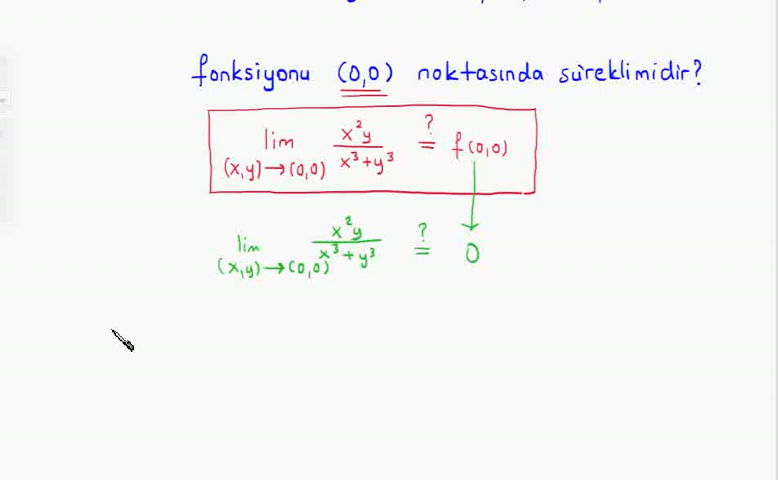 fonksiyonu (0,0) noktasında süreklimidir?
lim (x,y)→(0,0) x²y / x³+y³ ?= f(0,0)
lim (x,y)→(0,0) x²y / x³+y³ ?= 0